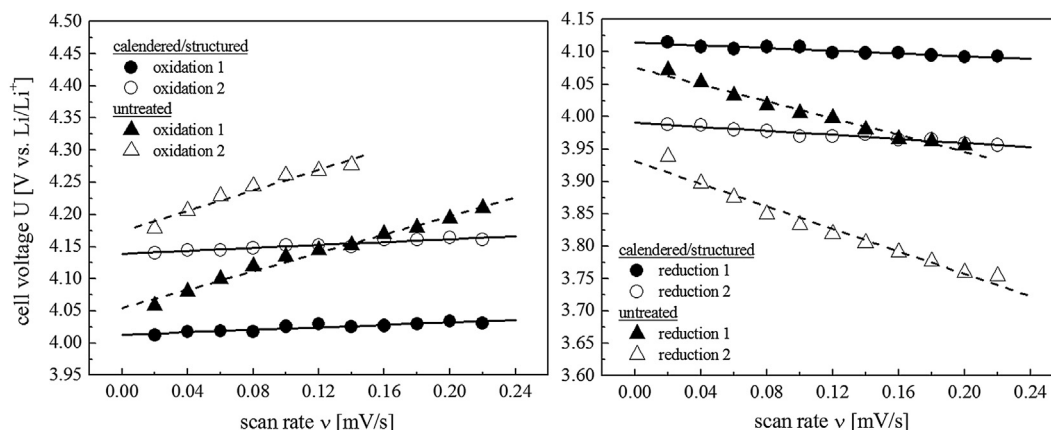 cell voltage U [V vs. Li/Li⁺]
4.50
4.45
4.40
4.35
4.30
4.25
4.20
4.15
4.10
4.05
4.00
3.95
calendered/structured
oxidation 1
oxidation 2
untreated
oxidation 1
oxidation 2
0.00 0.04 0.08 0.12 0.16 0.20 0.24
scan rate ν [mV/s]
4.15
4.10
4.05
4.00
3.95
3.90
3.85
3.80
3.75
3.70
3.65
3.60
calendered/structured
reduction 1
reduction 2
untreated
reduction 1
reduction 2
0.00 0.04 0.08 0.12 0.16 0.20 0.24
scan rate ν [mV/s]